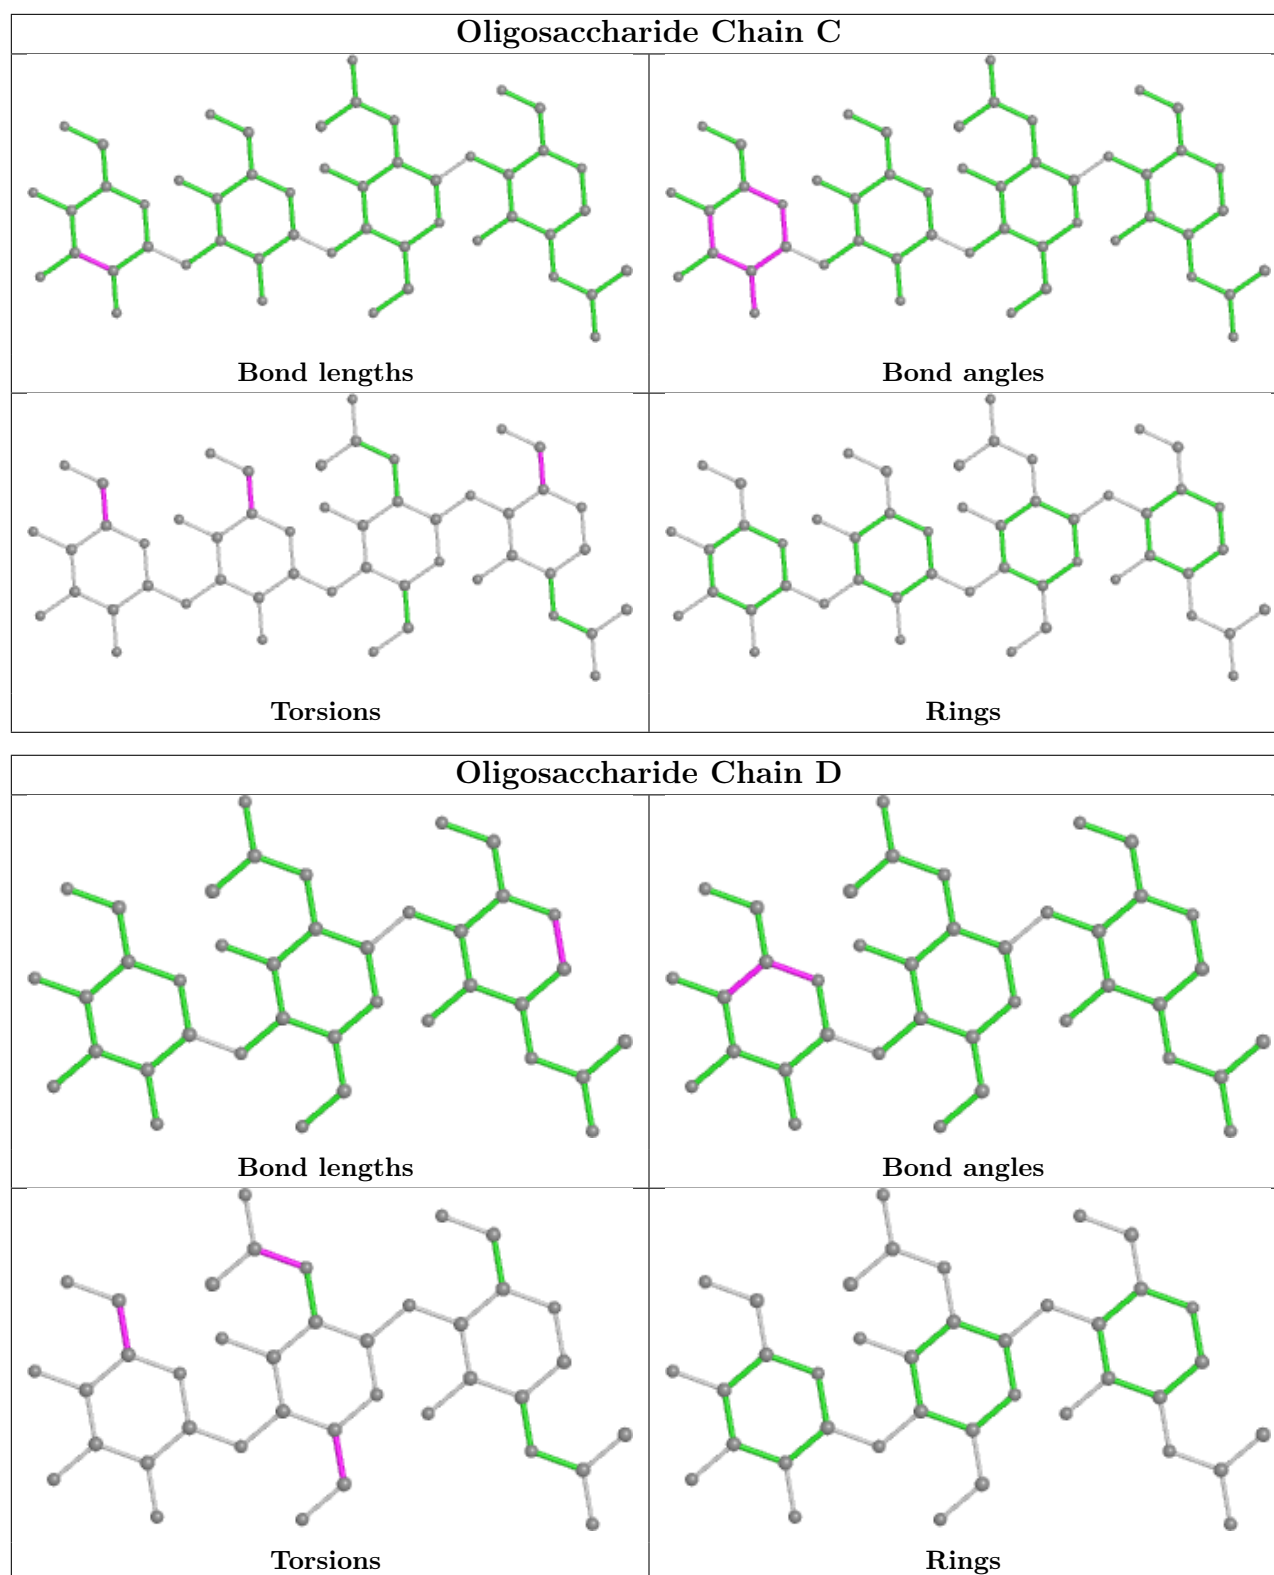 Oligosaccharide Chain C
Bond lengths
Bond angles
Torsions
Rings
Oligosaccharide Chain D
Bond lengths
Bond angles
Torsions
Rings